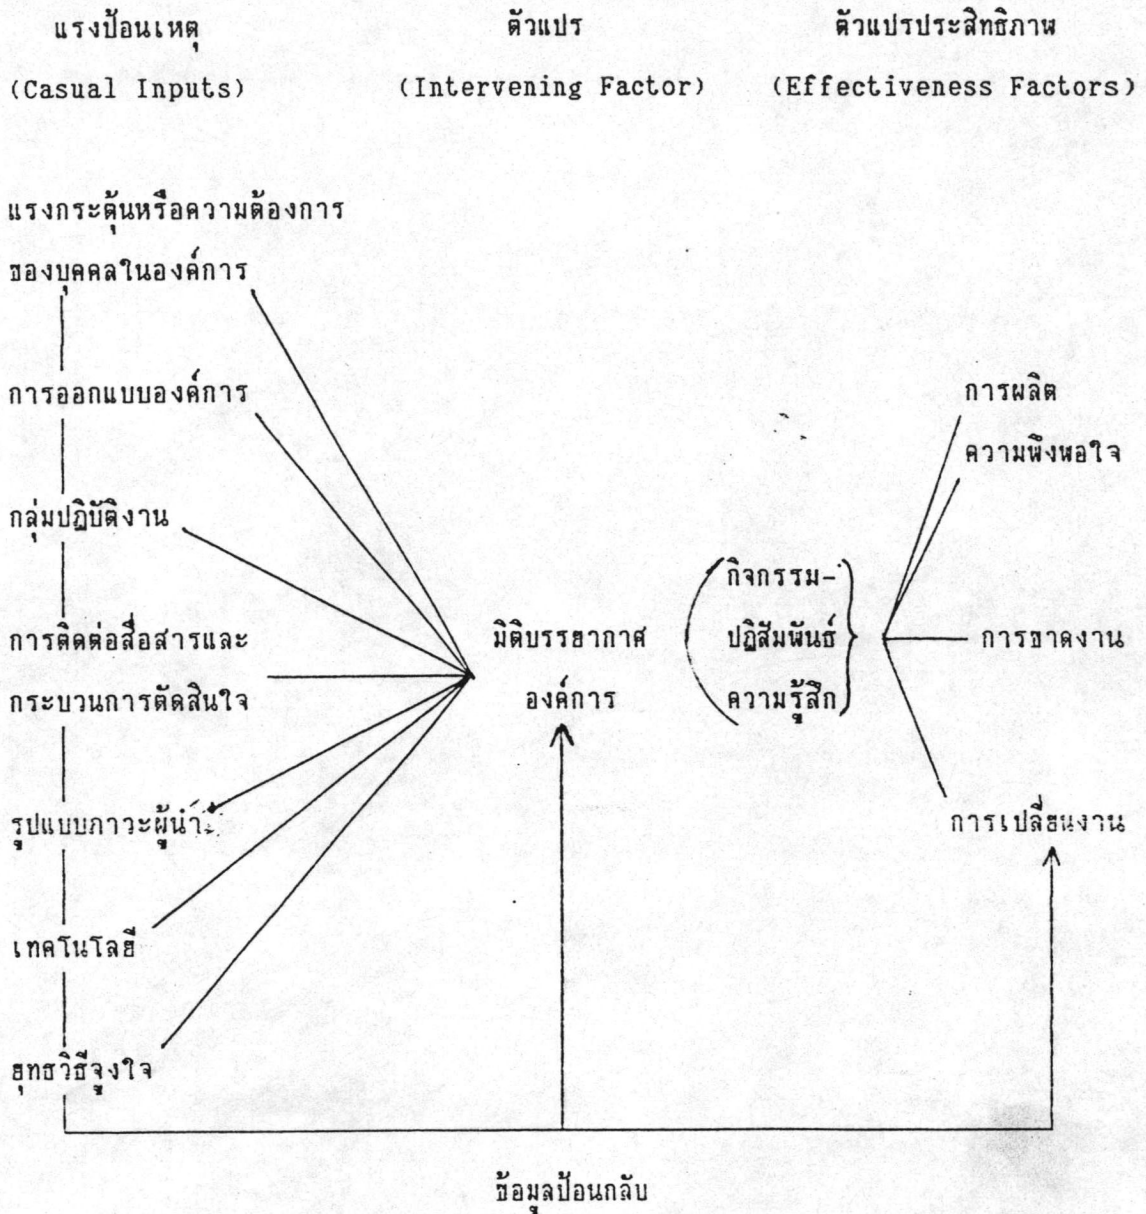 แรงป้อนเหตุ
ตัวแปร
ตัวแปรประสิทธิภาพ
(Casual Inputs)
(Intervening Factor)
(Effectiveness Factors)
แรงกระตุ้นหรือความต้องการ
ของบุคคลในองค์การ
การออกแบบองค์การ
กลุ่มปฏิบัติงาน
การติดต่อสื่อสารและ
กระบวนการตัดสินใจ
รูปแบบภาวะผู้นำ
เทคโนโลยี
ยุทธวิธีจูงใจ
มิติบรรยากาศ
องค์การ
กิจกรรม-
ปฏิสัมพันธ์
ความรู้สึก
การผลิต
ความพึงพอใจ
การขาดงาน
การเปลี่ยนงาน
ข้อมูลป้อนกลับ